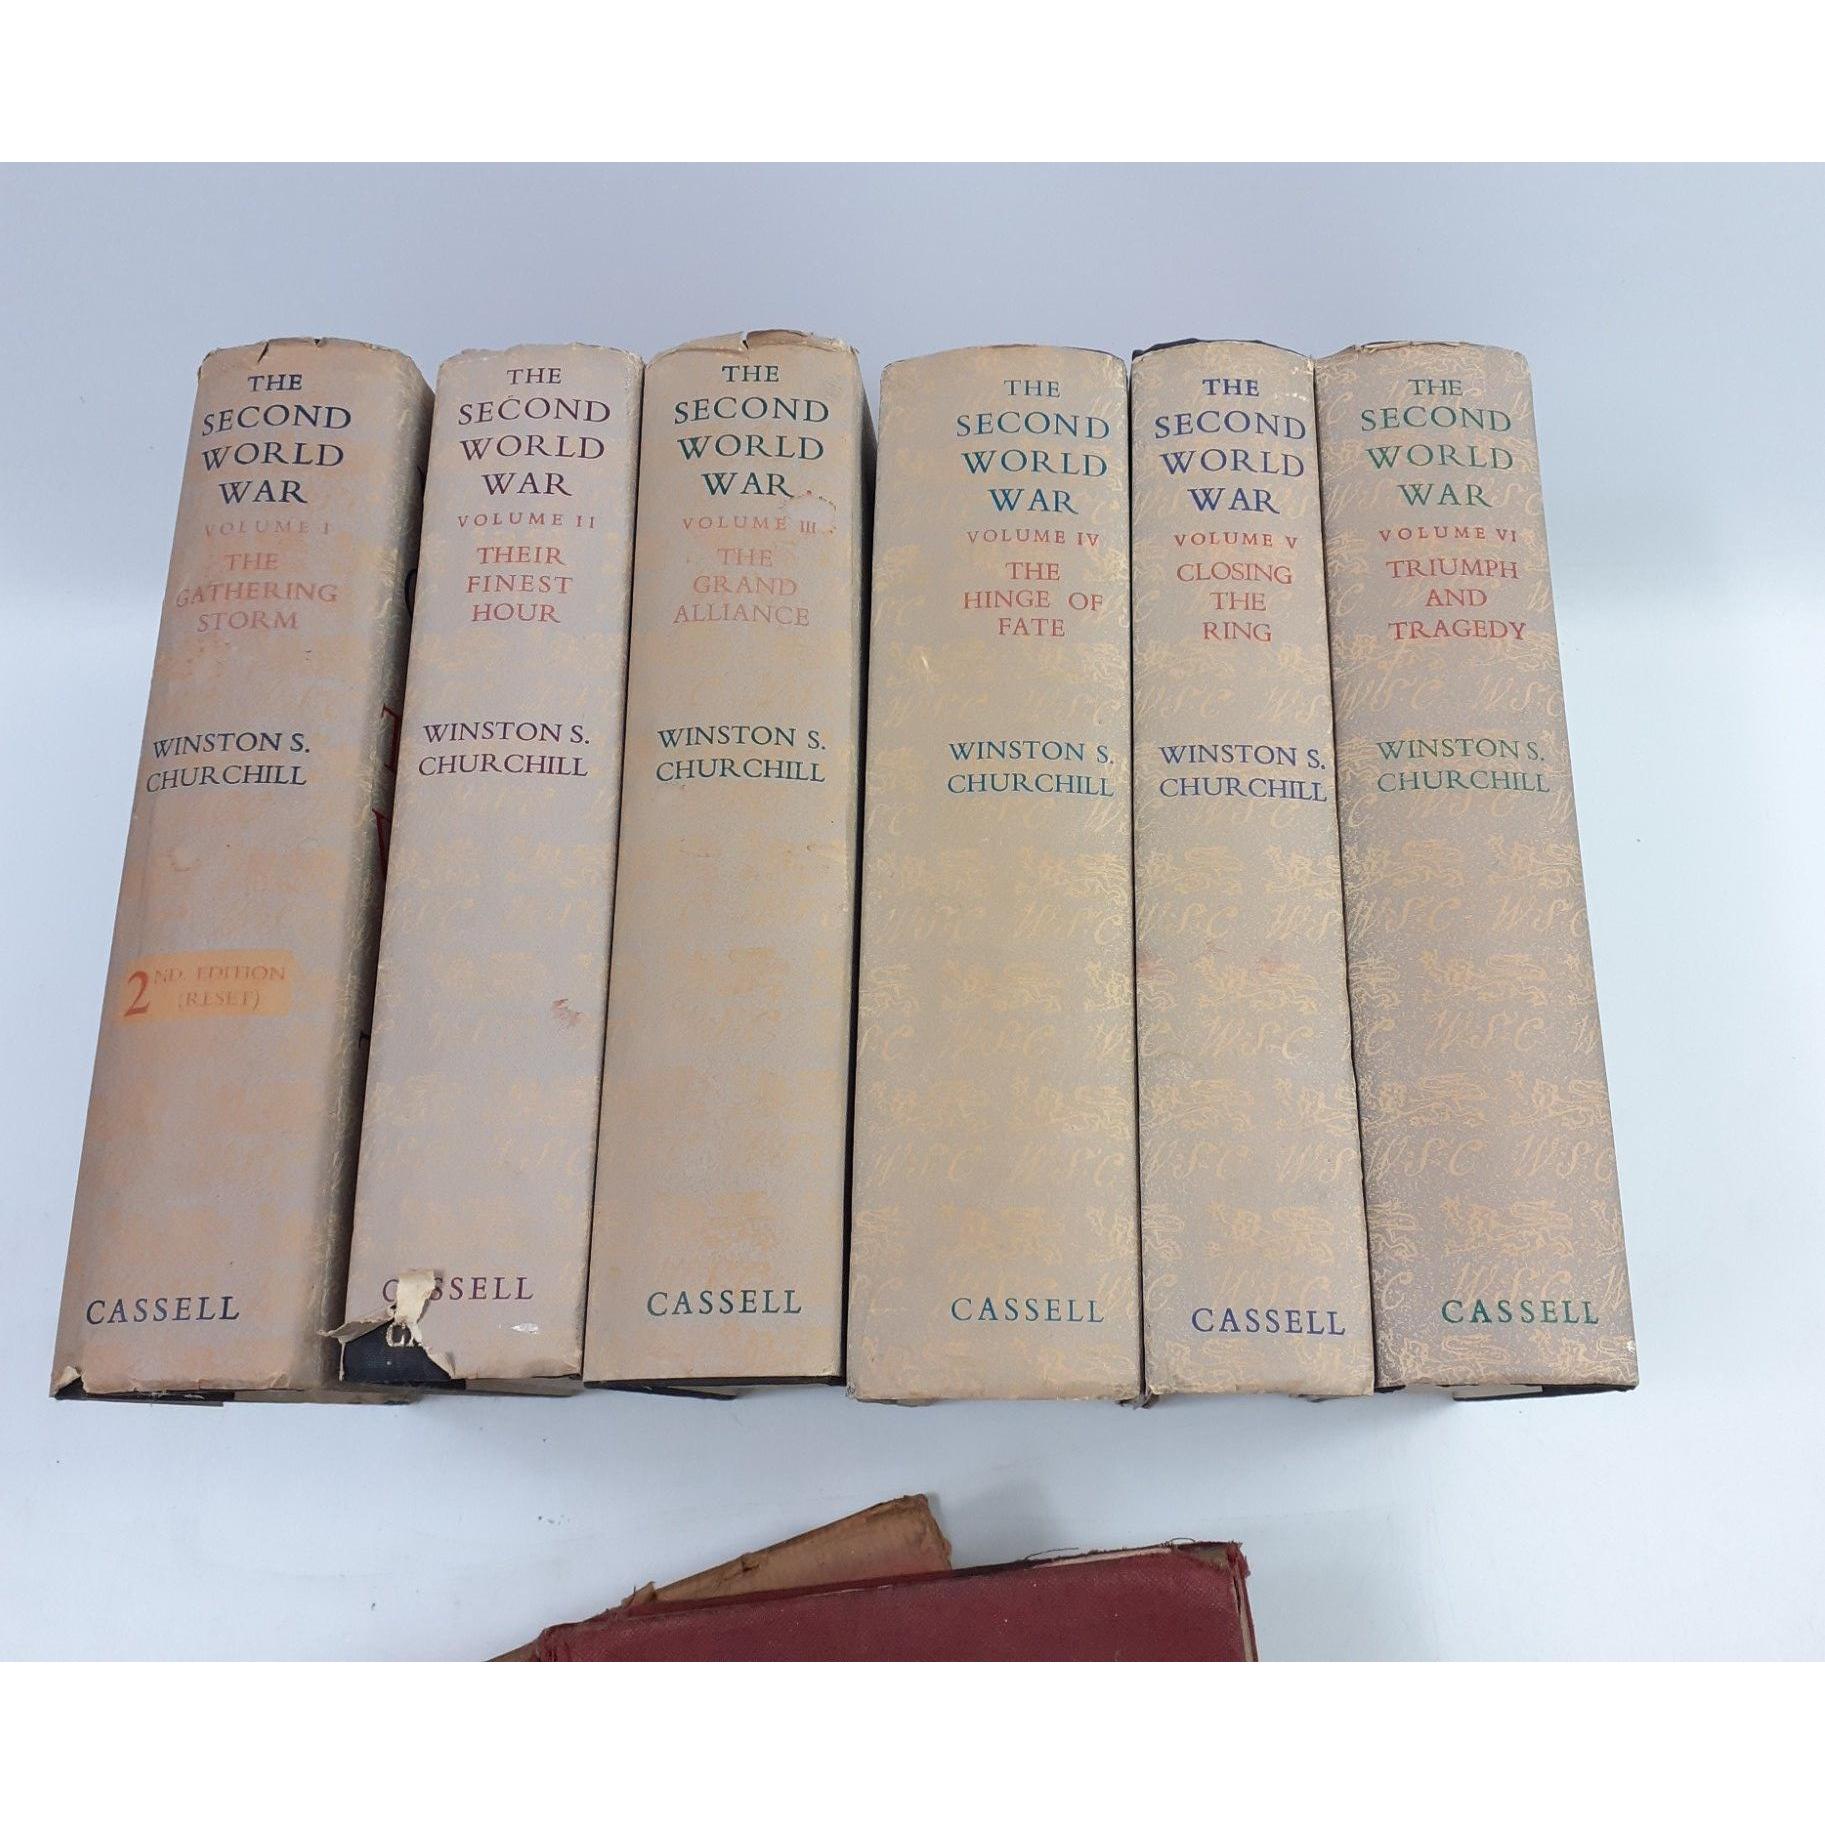 THE
SECOND
WORLD
WAR
VOLUME I
THE
GATHERING
STORM
WINSTON S.
CHURCHILL
2ND. EDITION
(RESET)
CASSELL
THE
SECOND
WORLD
WAR
VOLUME II
THEIR
FINEST
HOUR
WINSTON S.
CHURCHILL
THE
SECOND
WORLD
WAR
VOLUME III
THE
GRAND
ALLIANCE
WINSTON S.
CHURCHILL
CASSELL
THE
SECOND
WORLD
WAR
VOLUME IV
THE
HINGE OF
FATE
WINSTON S.
CHURCHILL
CASSELL
THE
SECOND
WORLD
WAR
VOLUME V
CLOSING
THE
RING
WINSTON S.
CHURCHILL
CASSELL
THE
SECOND
WORLD
WAR
VOLUME VI
TRIUMPH
AND
TRAGEDY
WINSTON S.
CHURCHILL
CASSELL